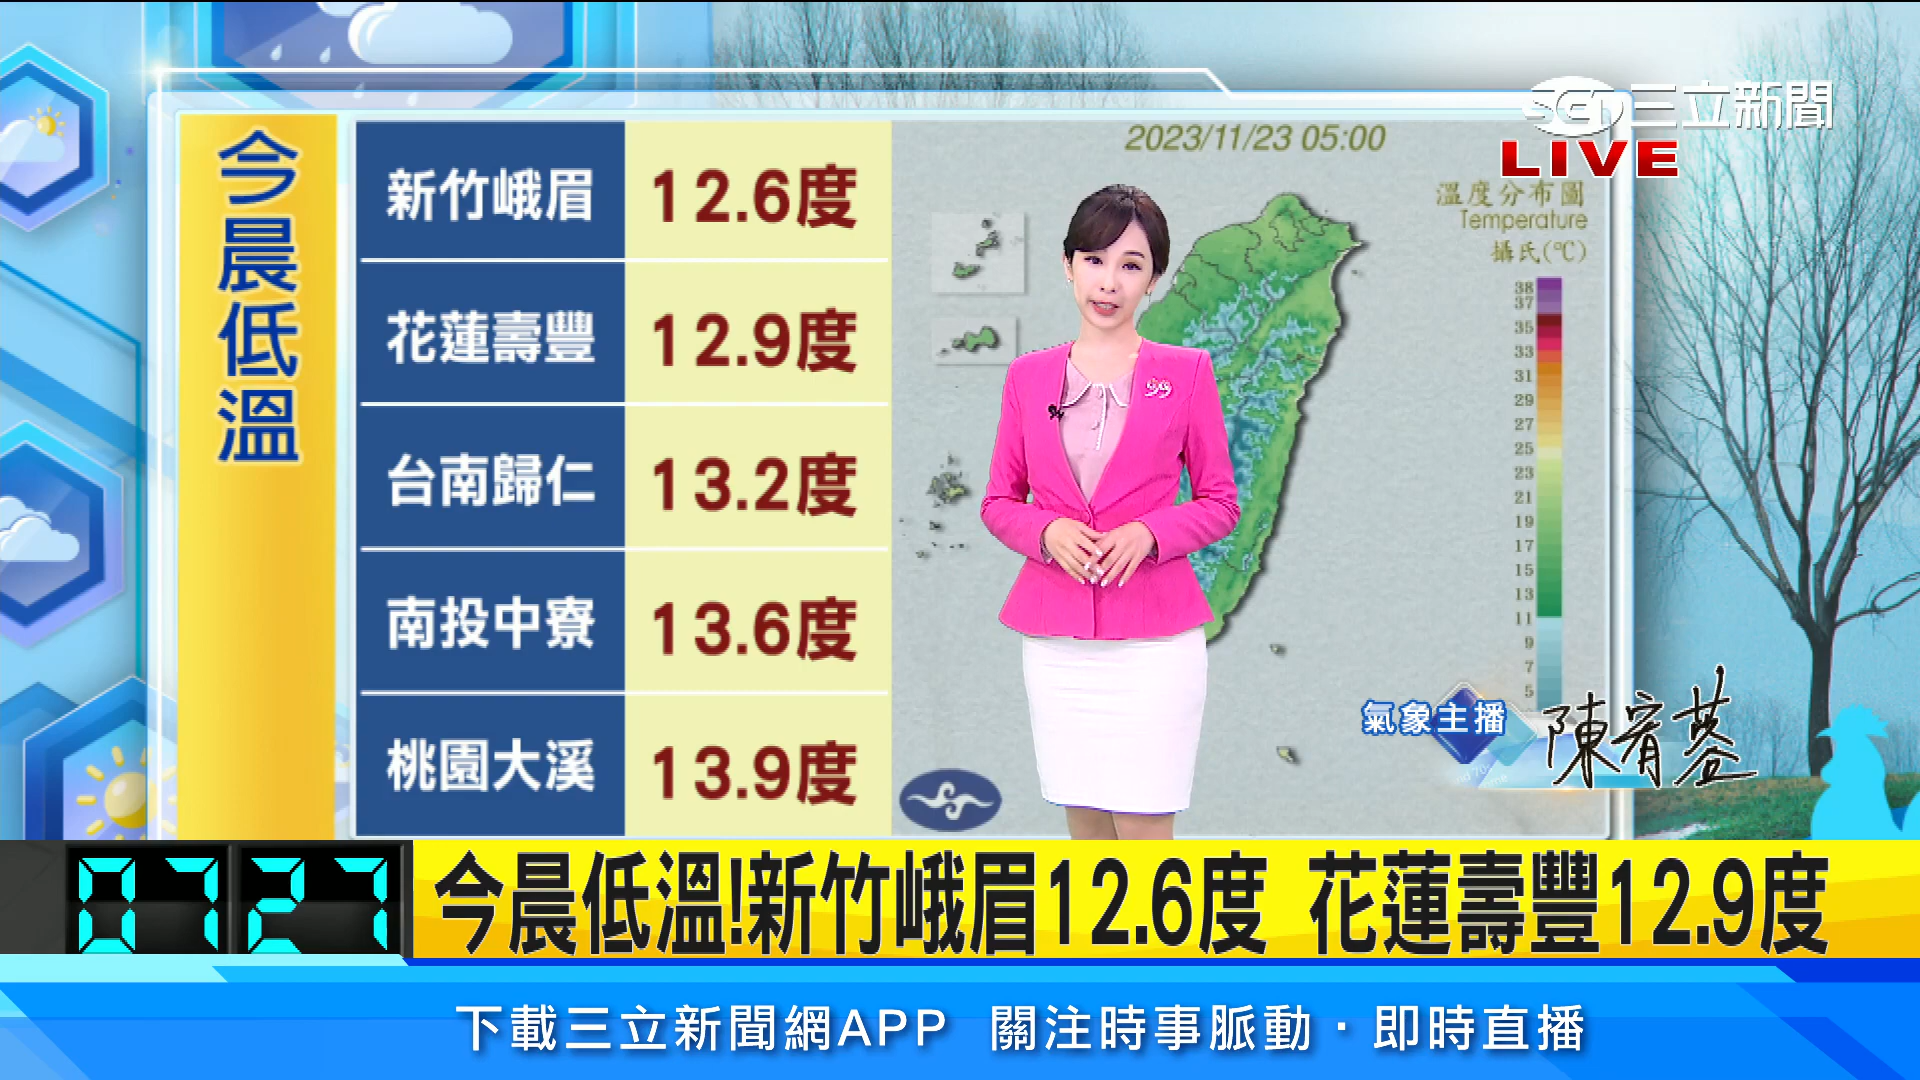 SET三立新聞
LIVE
今晨低溫
新竹峨眉 12.6度
花蓮壽豐 12.9度
台南歸仁 13.2度
南投中寮 13.6度
桃園大溪 13.9度
2023/11/23 05:00
溫度分布圖
Temperature
攝氏(℃)
38
37
35
33
31
29
27
25
23
21
19
17
15
13
11
9
7
5
氣象主播 陳宥蓉
0727
今晨低溫!新竹峨眉12.6度 花蓮壽豐12.9度
下載三立新聞網APP 關注時事脈動·即時直播